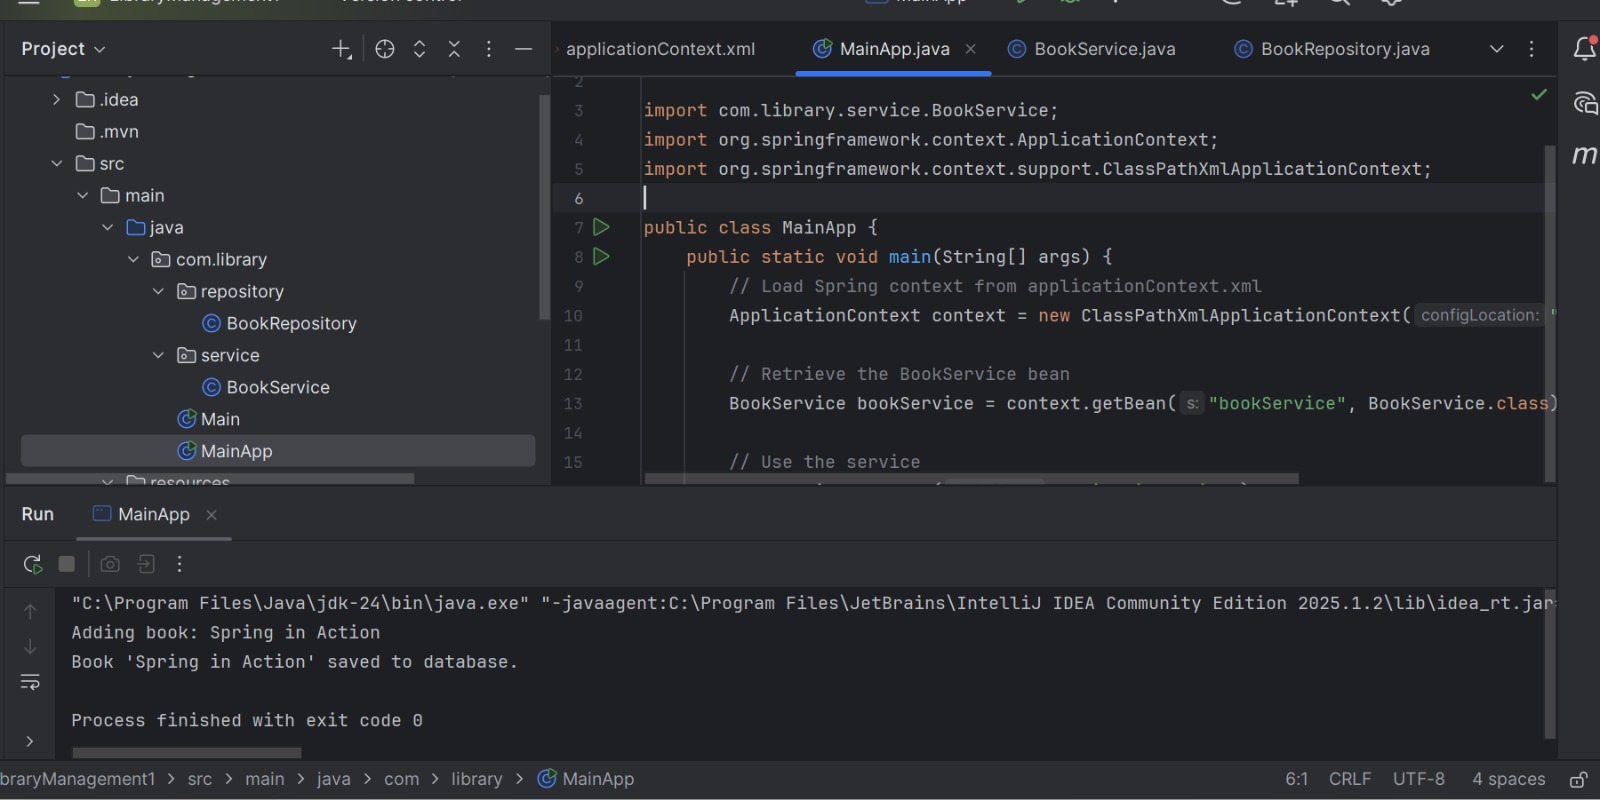 Project
applicationContext.xml
MainApp.java
BookService.java
BookRepository.java
.idea
.mvn
src
main
java
com.library
repository
BookRepository
service
BookService
Main
MainApp
resources
2
3 import com.library.service.BookService;
4 import org.springframework.context.ApplicationContext;
5 import org.springframework.context.support.ClassPathXmlApplicationContext;
6
7 public class MainApp {
8 public static void main(String[] args) {
9 // Load Spring context from applicationContext.xml
10 ApplicationContext context = new ClassPathXmlApplicationContext( configLocation: "
11
12 // Retrieve the BookService bean
13 BookService bookService = context.getBean( s: "bookService", BookService.class)
14
15 // Use the service
Run
MainApp
"C:\Program Files\Java\jdk-24\bin\java.exe" "-javaagent:C:\Program Files\JetBrains\IntelliJ IDEA Community Edition 2025.1.2\lib\idea_rt.jar=
Adding book: Spring in Action
Book 'Spring in Action' saved to database.
Process finished with exit code 0
braryManagement1 > src > main > java > com > library > MainApp
6:1 CRLF UTF-8 4 spaces